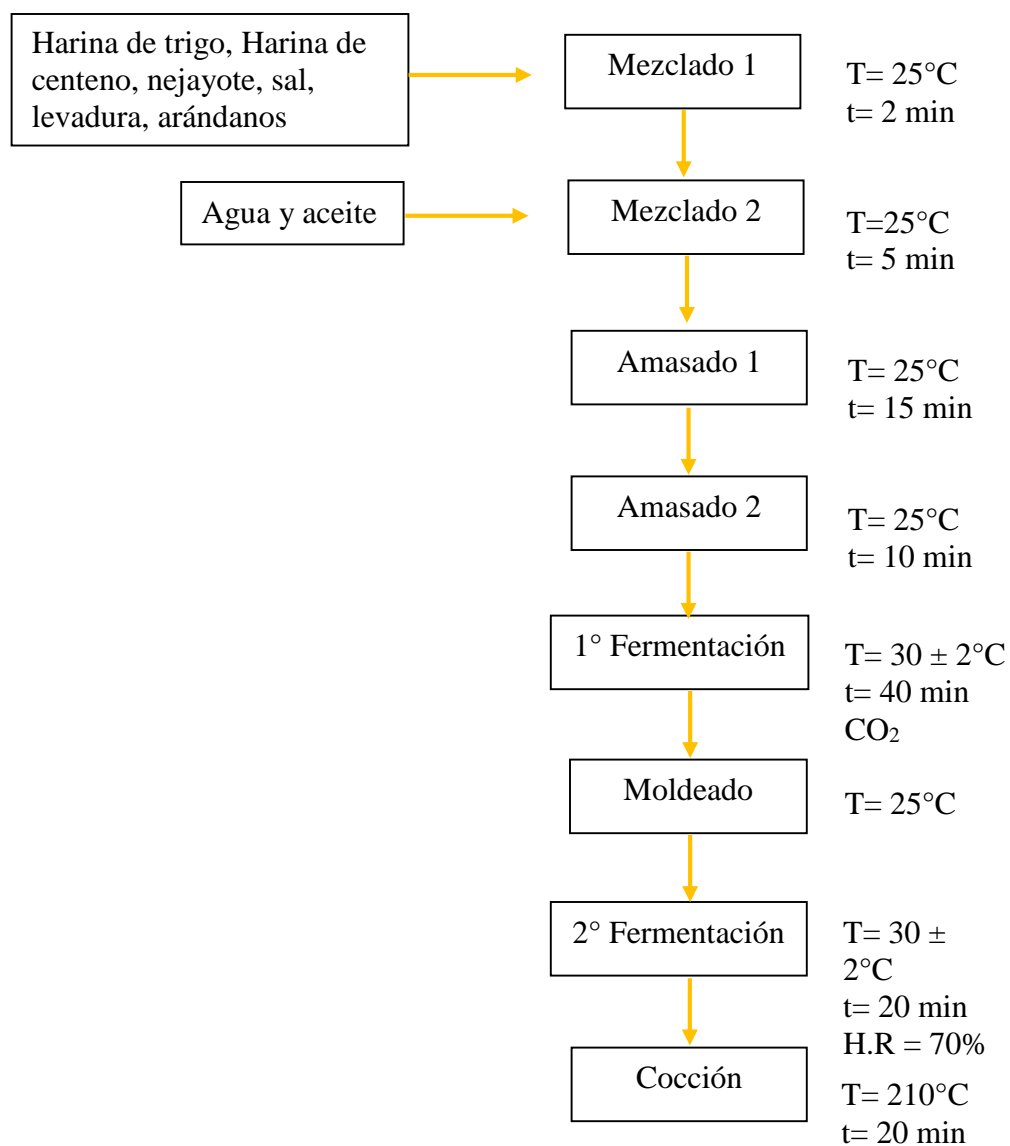 Harina de trigo, Harina de
centeno, nejayote, sal,
levadura, arándanos
Mezclado 1
T= 25°C
t= 2 min
Agua y aceite
Mezclado 2
T=25°C
t= 5 min
Amasado 1
T= 25°C
t= 15 min
Amasado 2
T= 25°C
t= 10 min
1° Fermentación
T= 30 ± 2°C
t= 40 min
CO₂
Moldeado
T= 25°C
2° Fermentación
T= 30 ±
2°C
t= 20 min
H.R = 70%
Cocción
T= 210°C
t= 20 min